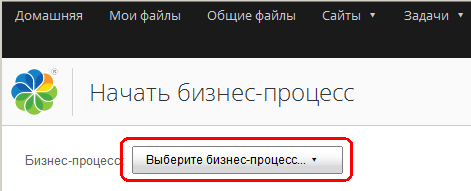 Домашняя Мои файлы Общие файлы Сайты Задачи
Начать бизнес-процесс
Бизнес-процесс Выберите бизнес-процесс...